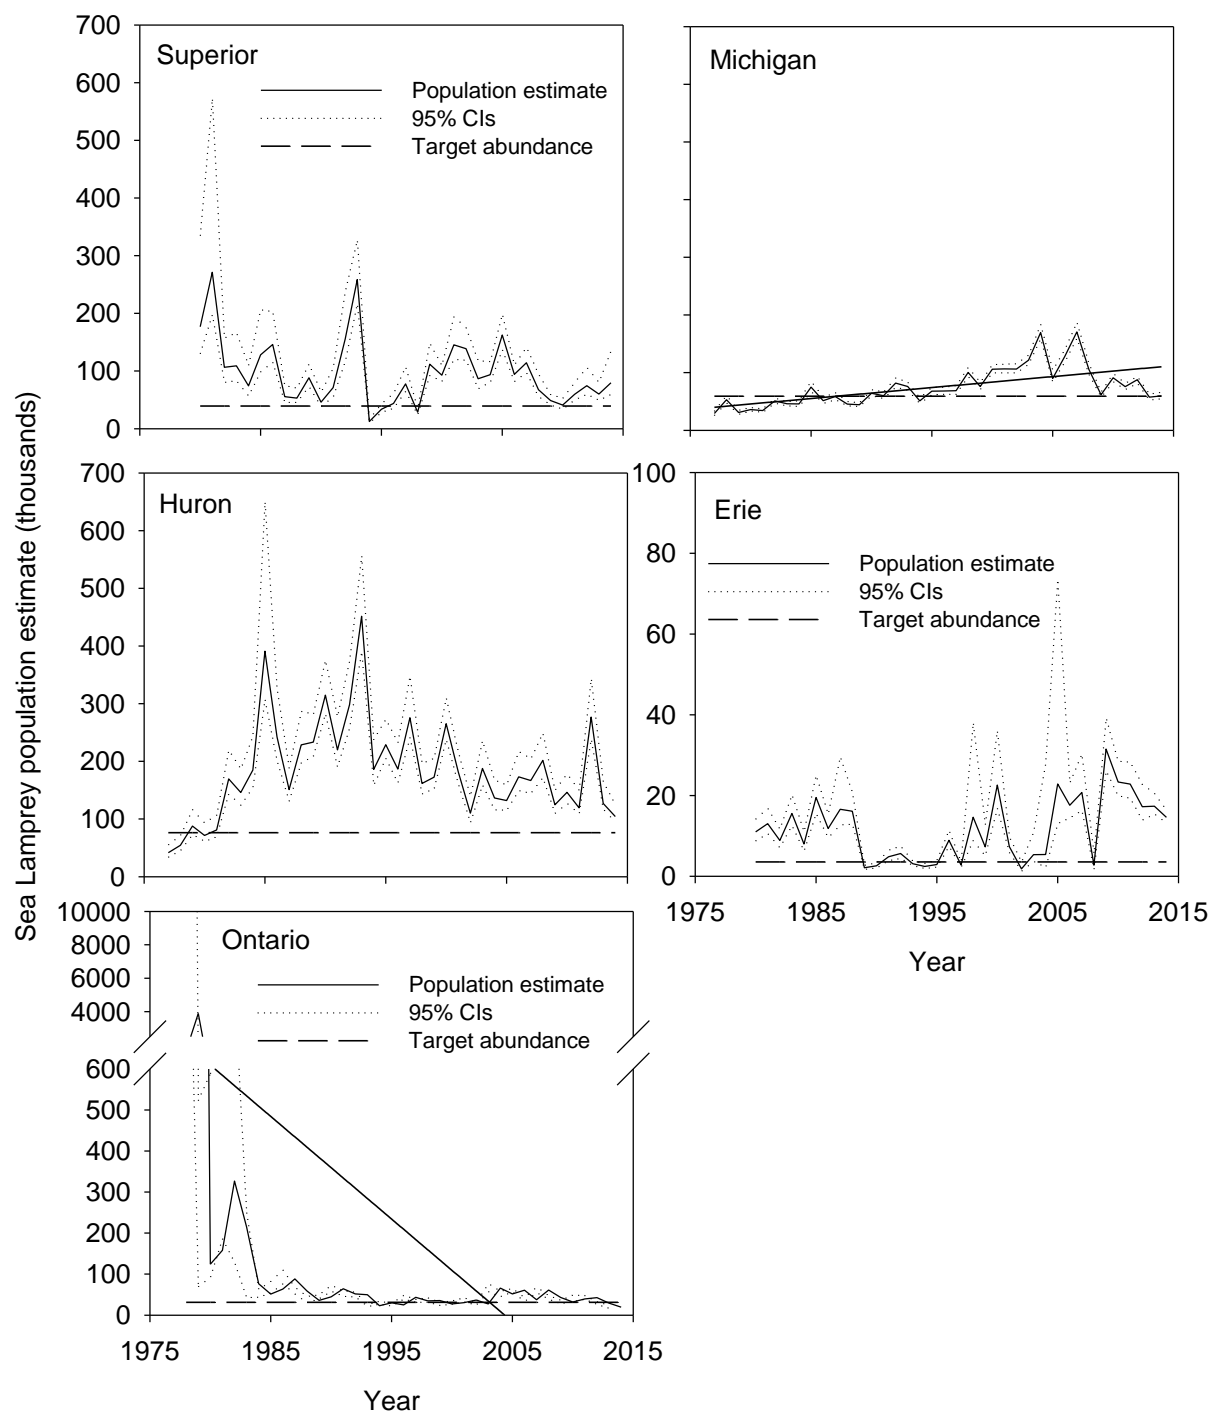 Sea Lamprey population estimate (thousands)
700
600
500
400
300
200
100
0
Superior
Population estimate
95% CIs
Target abundance
Michigan
700
600
500
400
300
200
100
0
Huron
100
80
60
40
20
0
Erie
Population estimate
95% CIs
Target abundance
1975 1985 1995 2005 2015
Year
10000
8000
6000
4000
600
500
400
300
200
100
0
Ontario
Population estimate
95% CIs
Target abundance
1975 1985 1995 2005 2015
Year